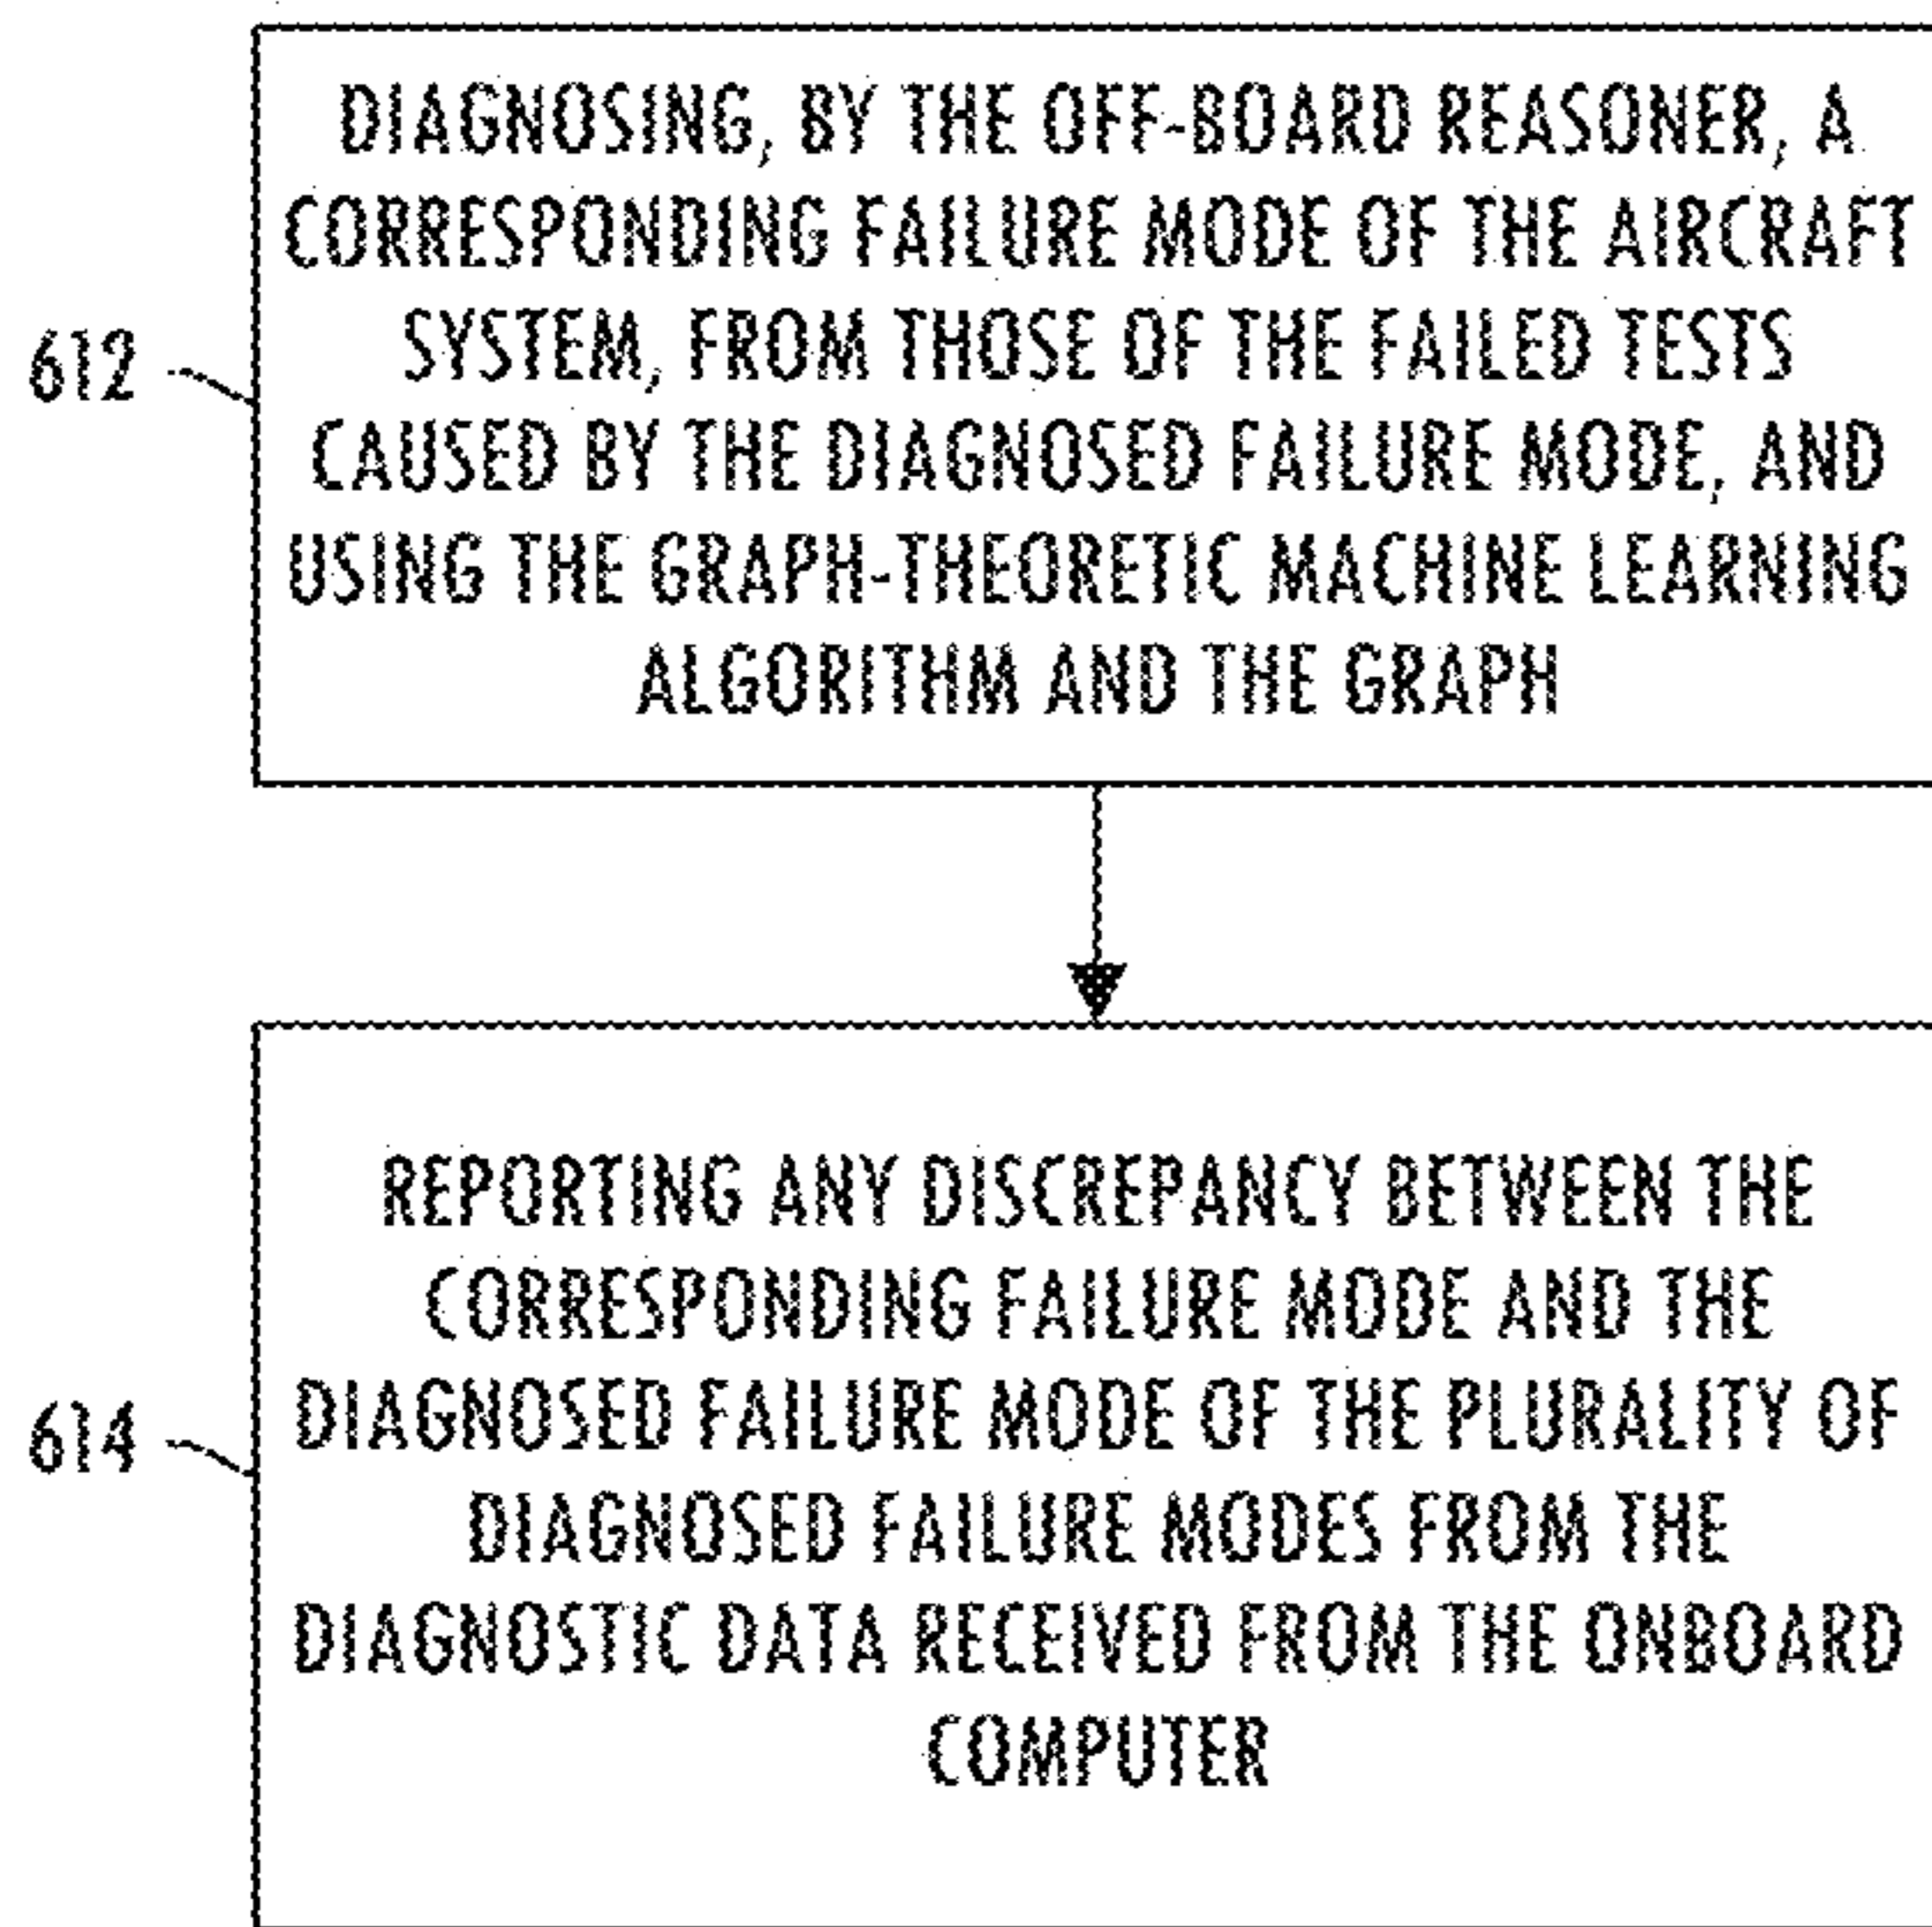 DIAGNOSING, BY THE OFF-BOARD REASONER, A
CORRESPONDING FAILURE MODE OF THE AIRCRAFT
SYSTEM, FROM THOSE OF THE FAILED TESTS
CAUSED BY THE DIAGNOSED FAILURE MODE, AND
USING THE GRAPH-THEORETIC MACHINE LEARNING
ALGORITHM AND THE GRAPH
612
REPORTING ANY DISCREPANCY BETWEEN THE
CORRESPONDING FAILURE MODE AND THE
DIAGNOSED FAILURE MODE OF THE PLURALITY OF
DIAGNOSED FAILURE MODES FROM THE
DIAGNOSTIC DATA RECEIVED FROM THE ONBOARD
COMPUTER
614